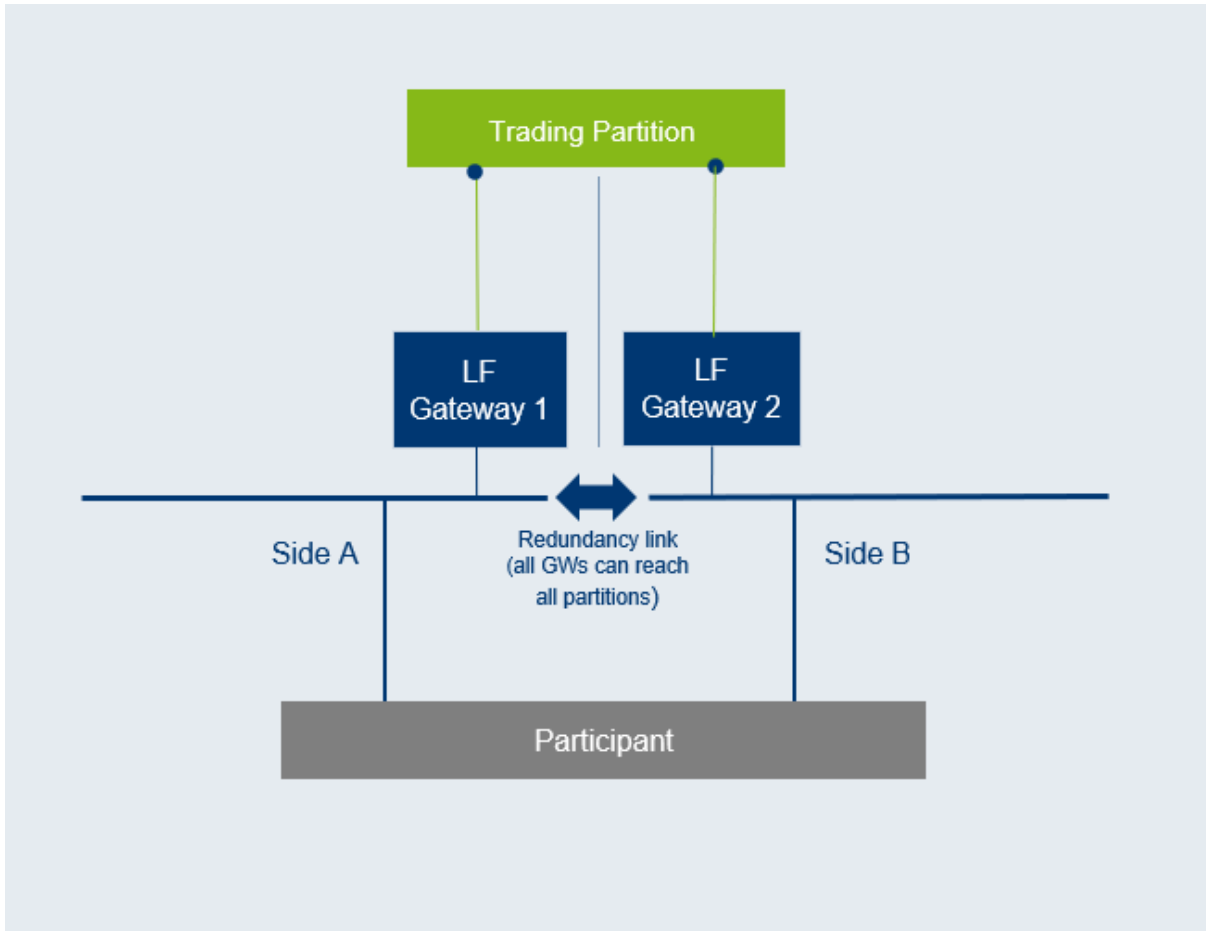 Trading Partition
LF
Gateway 1
LF
Gateway 2
Side A
Redundancy link
(all GWs can reach
all partitions)
Side B
Participant